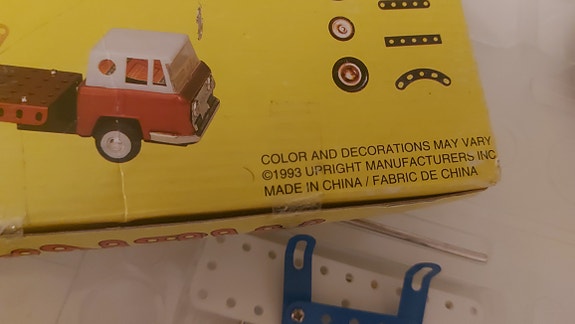 COLOR AND DECORATIONS MAY VARY
©1993 UPRIGHT MANUFACTURERS INC
MADE IN CHINA / FABRIC DE CHINA